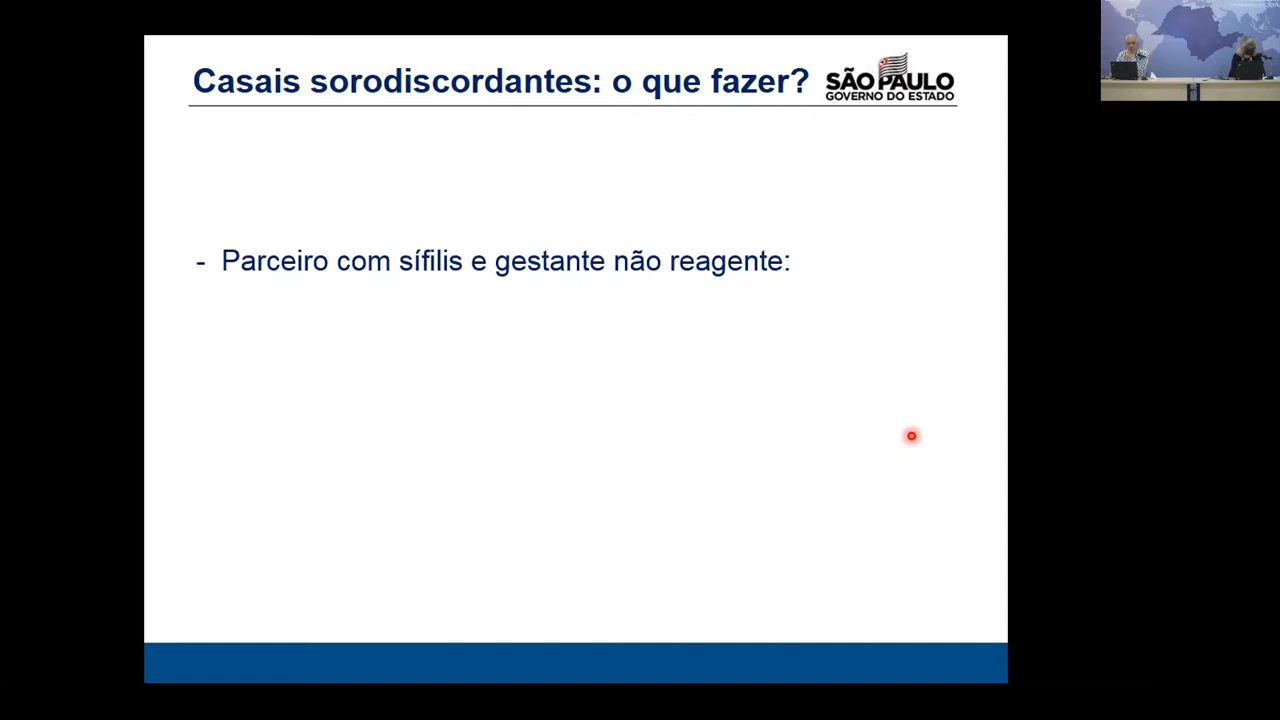 Casais sorodiscordantes: o que fazer?
SÃO PAULO
GOVERNO DO ESTADO
- Parceiro com sífilis e gestante não reagente: